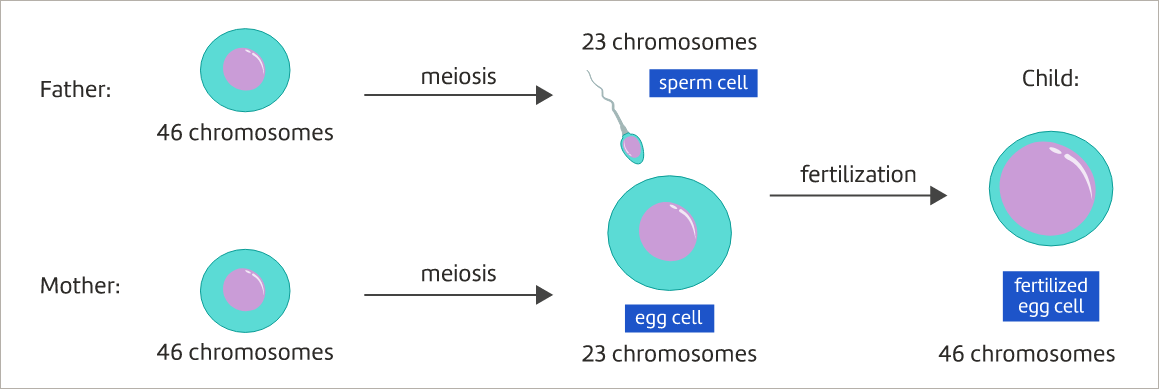 Father:
46 chromosomes
meiosis
23 chromosomes
sperm cell
Mother:
46 chromosomes
meiosis
egg cell
23 chromosomes
fertilization
Child:
fertilized
egg cell
46 chromosomes